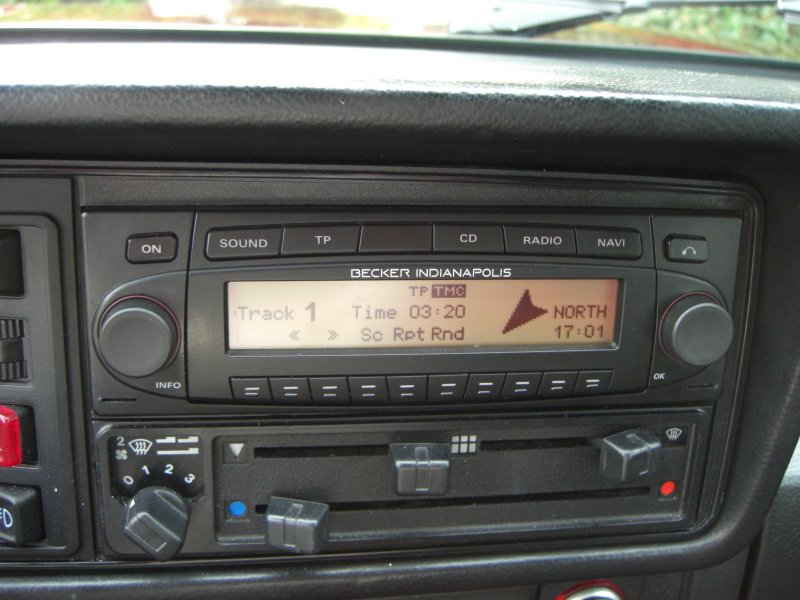 ON
SOUND TP CD RADIO NAVI
BECKER INDIANAPOLIS
TP TMC
Track 1 Time 03:20 NORTH
« » Sc Rpt Rnd 17:01
INFO
OK
2
0 1 2 3